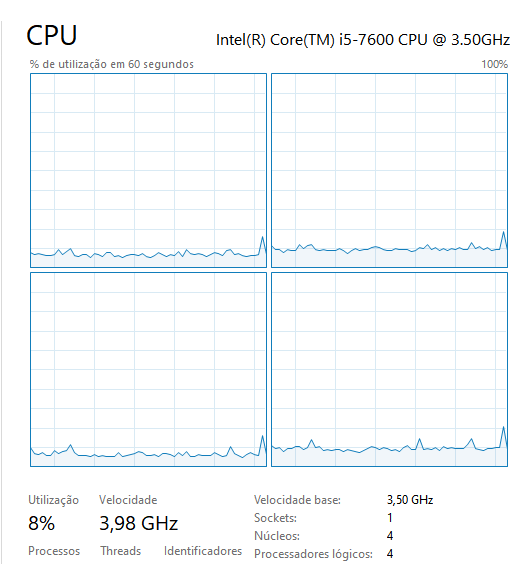 CPU Intel(R) Core(TM) i5-7600 CPU @ 3.50GHz
% de utilização em 60 segundos 100%
Utilização Velocidade Velocidade base: 3,50 GHz
8% 3,98 GHz Sockets: 1
Núcleos: 4
Processos Threads Identificadores Processadores lógicos: 4